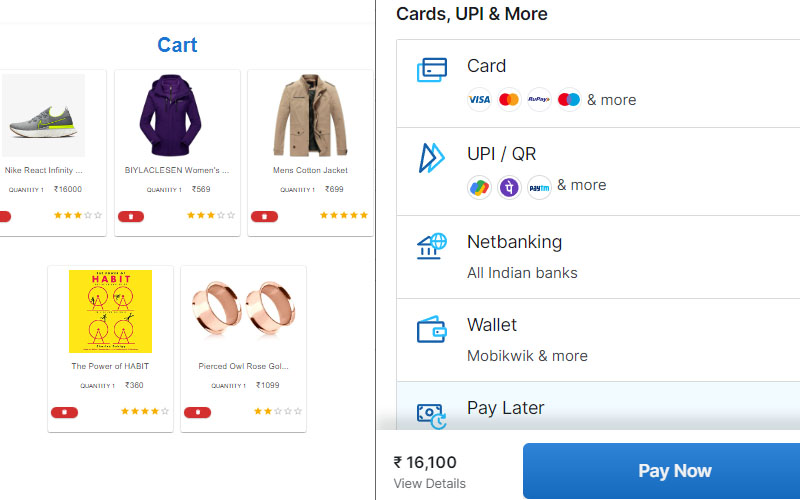 Cart
Nike React Infinity ...
QUANTITY 1 ₹16000
BIYLACLESEN Women's ...
QUANTITY 1 ₹569
Mens Cotton Jacket
QUANTITY 1 ₹699
THE POWER OF
HABIT
The Power of HABIT
QUANTITY 1 ₹360
Pierced Owl Rose Gol...
QUANTITY 1 ₹1099
Cards, UPI & More
Card
VISA RuPay & more
UPI / QR
पे paytm & more
Netbanking
All Indian banks
Wallet
Mobikwik & more
Pay Later
₹ 16,100
View Details
Pay Now